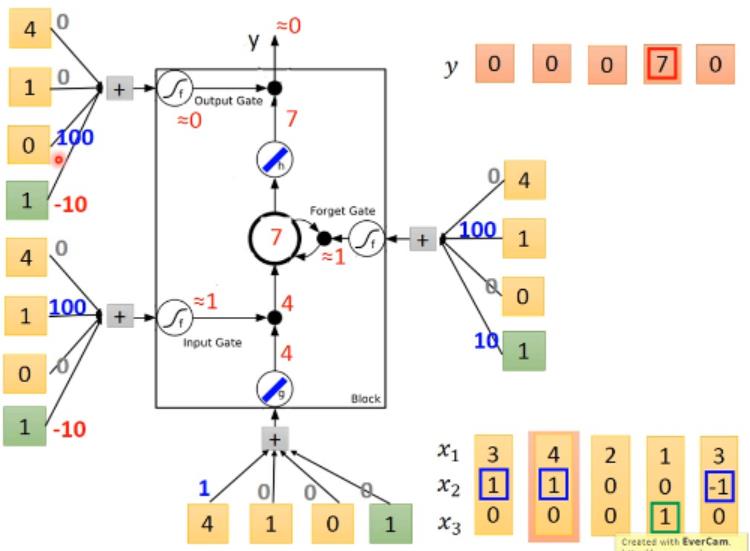 ≈0
4 0
y
y 0 0 0 7 0
1 0
+
f
Output Gate
0 100
≈0
7
h
1 -10
0 4
Forget Gate
7
f
+
100 1
≈1
4 0
0 0
1 100
+
f
≈1
4
Input Gate
10 1
0 0
4
1 -10
g
Block
+
x₁ 3 4 2 1 3
x₂ 1 1 0 0 -1
x₃ 0 0 0 1 0
1 0 0 0
4 1 0 1
Created with EverCam.